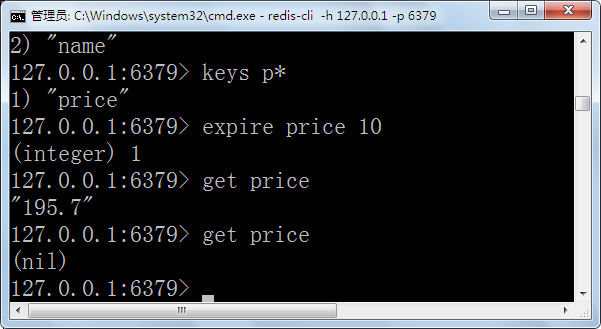 管理员: C:\Windows\system32\cmd.exe - redis-cli  -h 127.0.0.1 -p 6379
2) "name"
127.0.0.1:6379> keys p*
1) "price"
127.0.0.1:6379> expire price 10
(integer) 1
127.0.0.1:6379> get price
"195.7"
127.0.0.1:6379> get price
(nil)
127.0.0.1:6379>